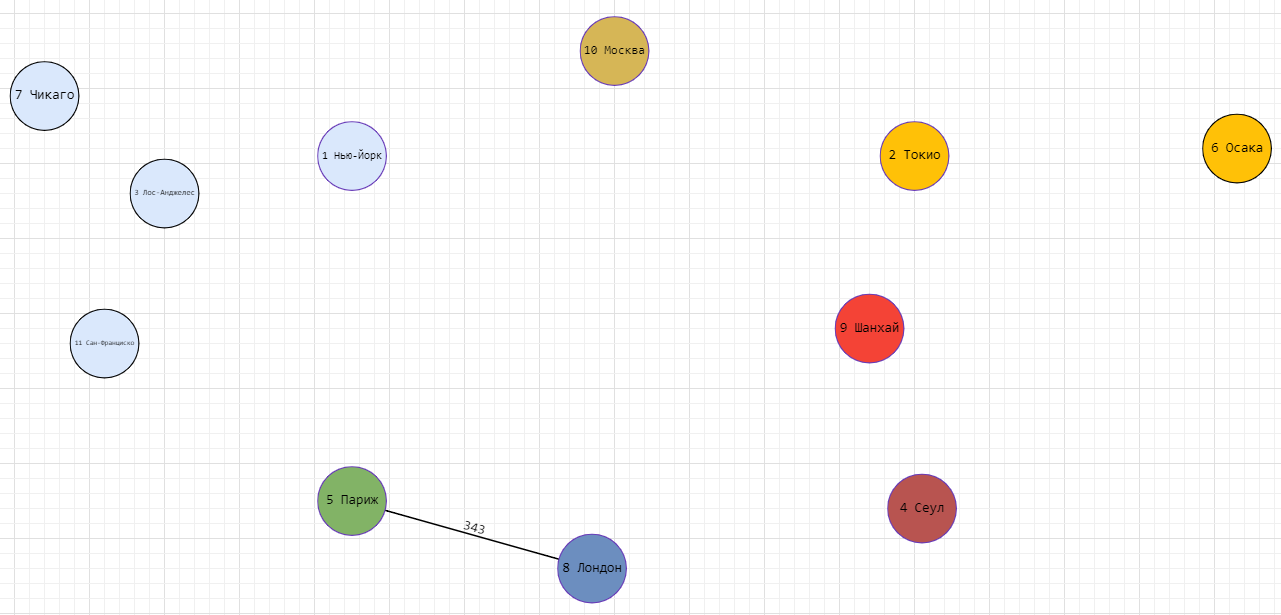 10 Москва
7 Чикаго
1 Нью-Йорк
2 Токио
6 Осака
3 Лос-Анджелес
9 Шанхай
11 Сан-Франциско
5 Париж
4 Сеул
343
8 Лондон